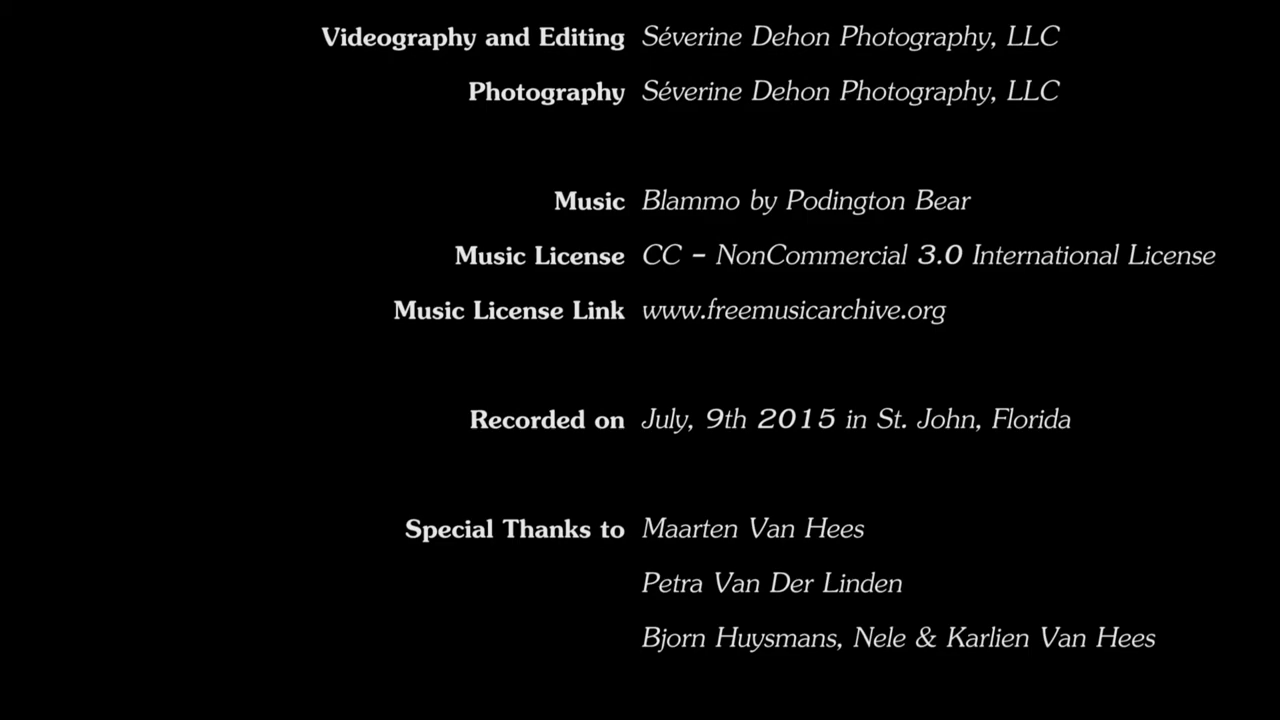 Videography and Editing Séverine Dehon Photography, LLC
Photography Séverine Dehon Photography, LLC
Music Blammo by Podington Bear
Music License CC – NonCommercial 3.0 International License
Music License Link www.freemusicarchive.org
Recorded on July, 9th 2015 in St. John, Florida
Special Thanks to Maarten Van Hees
Petra Van Der Linden
Bjorn Huysmans, Nele & Karlien Van Hees